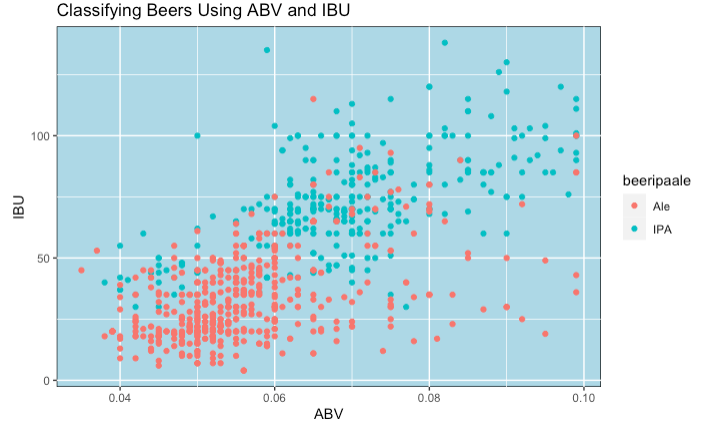 Classifying Beers Using ABV and IBU
IBU
100
50
0
0.04
0.06
0.08
0.10
ABV
beeripaale
Ale
IPA